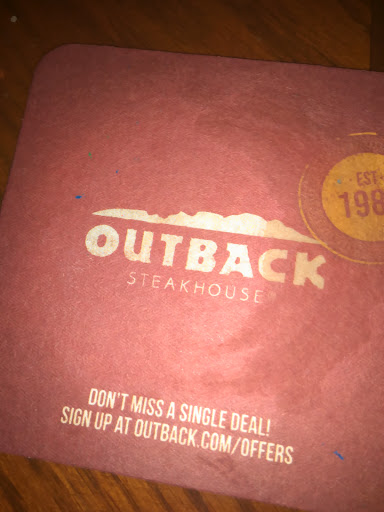 EST.
198
OUTBACK
STEAKHOUSE
DON'T MISS A SINGLE DEAL!
SIGN UP AT OUTBACK.COM/OFFERS